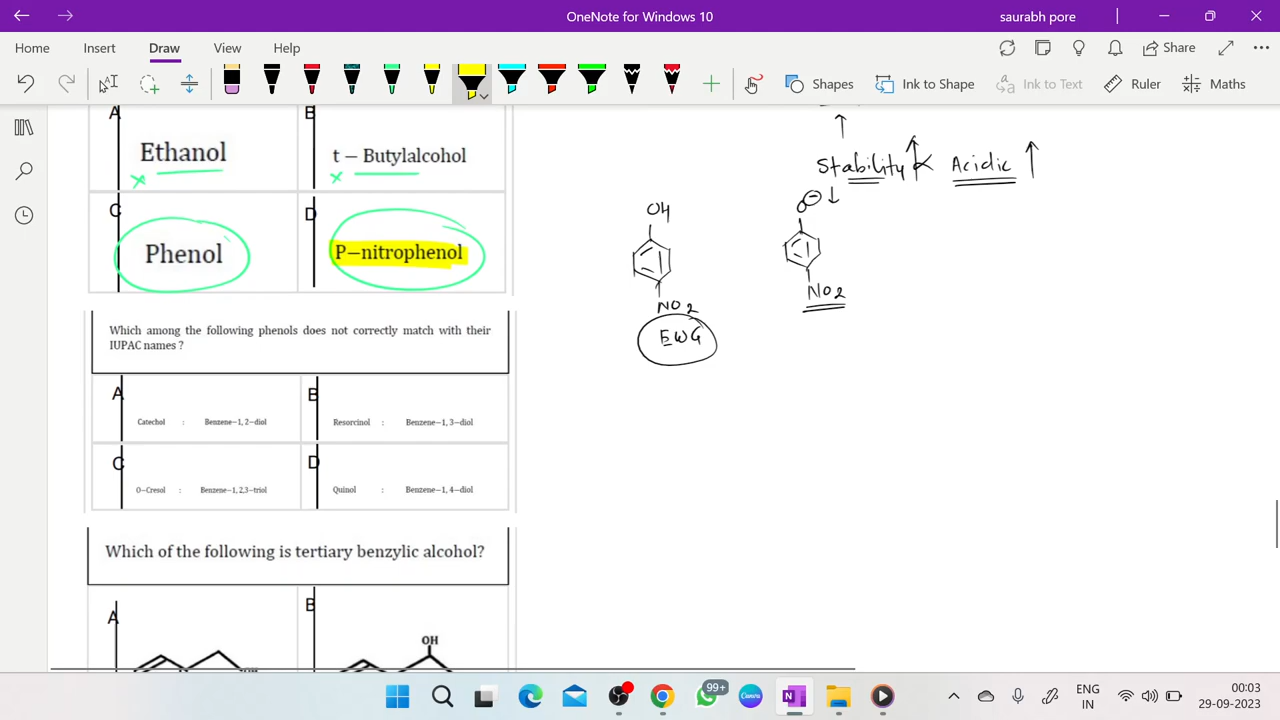 OneNote for Windows 10
saurabh pore
Home Insert Draw View Help
Share
Shapes
Ink to Shape
Ink to Text
Ruler
Maths
A
Ethanol
B
t – Butylalcohol
C
Phenol
D
P–nitrophenol
Stability ∝ Acidic
OH
NO2
EWG
O⊖
NO2
Which among the following phenols does not correctly match with their
IUPAC names ?
A
Catechol : Benzene–1, 2–diol
B
Resorcinol : Benzene–1, 3–diol
C
O–Cresol : Benzene–1, 2,3–triol
D
Quinol : Benzene–1, 4–diol
Which of the following is tertiary benzylic alcohol?
A
B
OH
99+
ENG
IN
00:03
29-09-2023